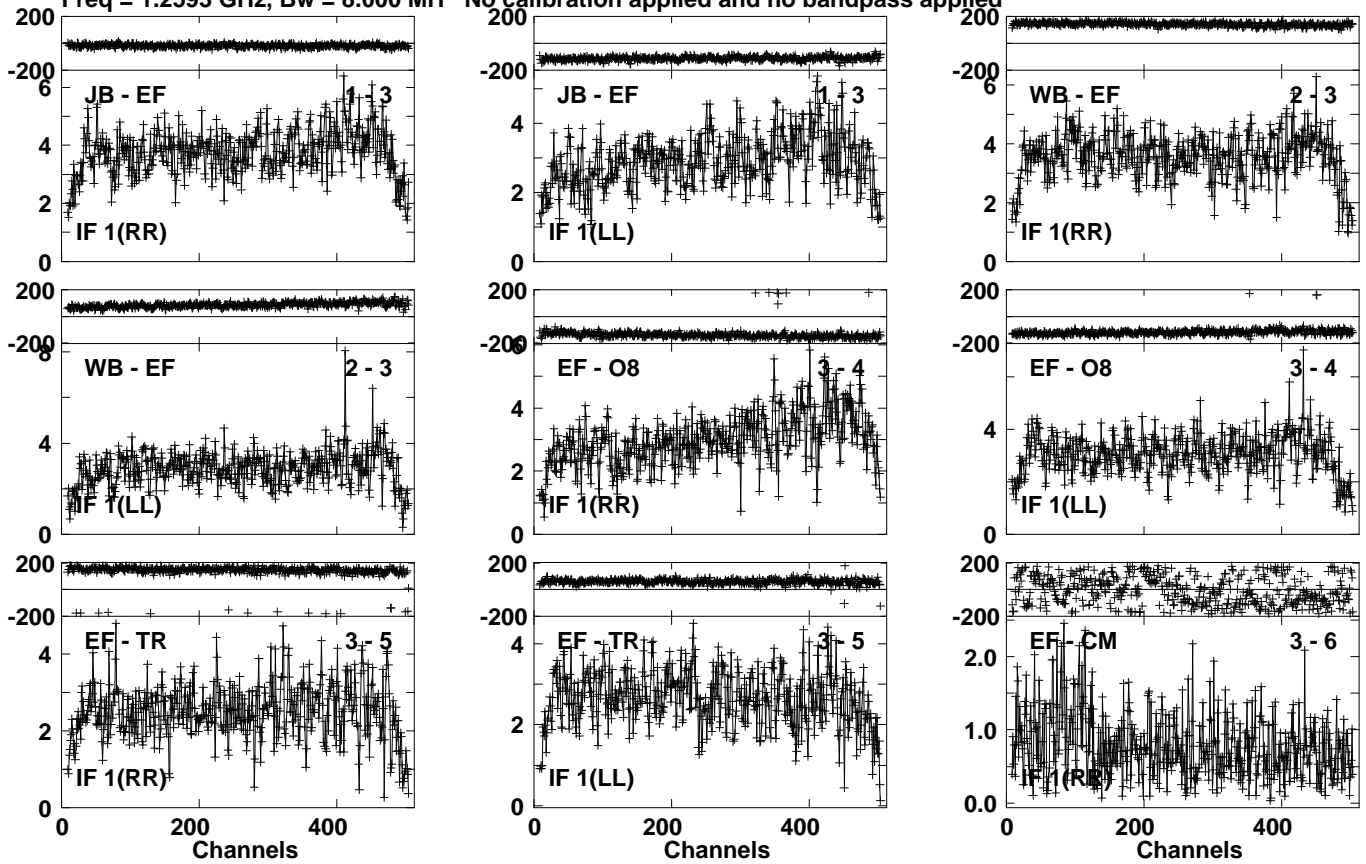 Freq = 1.2593 GHz, Bw = 8.000 MH No calibration applied and no bandpass applied
200
-200
6
4
2
0
JB - EF 1 - 3
IF 1(RR)
4
2
0
JB - EF 1 - 3
IF 1(LL)
200
-200
6
4
2
0
WB - EF 2 - 3
IF 1(RR)
200
-200
8
4
0
WB - EF 2 - 3
IF 1(LL)
200
-200
6
4
2
0
EF - O8 3 - 4
IF 1(RR)
200
-200
4
0
EF - O8 3 - 4
IF 1(LL)
200
-200
4
2
0
EF - TR 3 - 5
IF 1(RR)
0 200 400
Channels
200
-200
4
2
0
EF - TR 3 - 5
IF 1(LL)
0 200 400
Channels
200
-200
2.0
1.0
0.0
EF - CM 3 - 6
IF 1(RR)
0 200 400
Channels